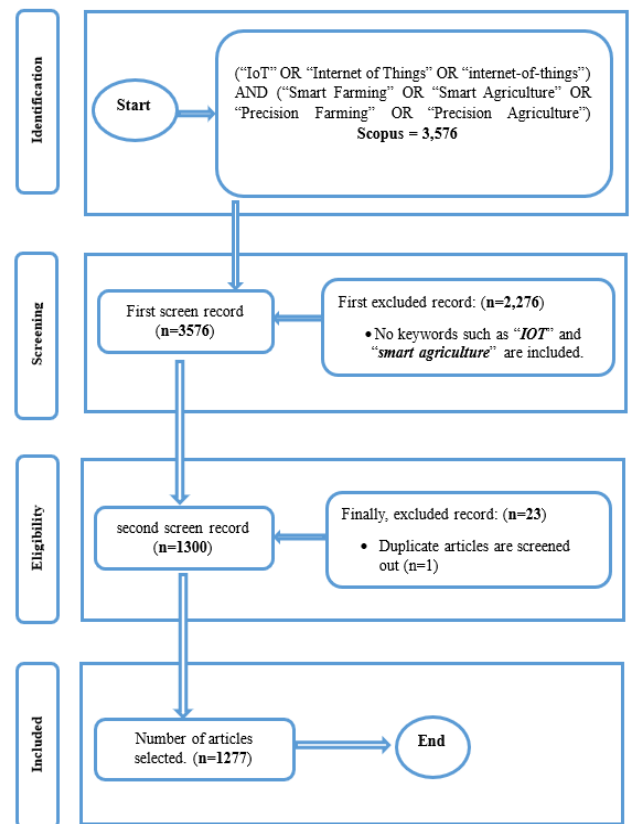 Identification
Start
(“IoT” OR “Internet of Things” OR “internet-of-things”)
AND (“Smart Farming” OR “Smart Agriculture” OR
“Precision Farming” OR “Precision Agriculture”)
Scopus = 3,576
Screening
First screen record
(n=3576)
First excluded record: (n=2,276)
• No keywords such as “IOT” and
“smart agriculture” are included.
Eligibility
second screen record
(n=1300)
Finally, excluded record: (n=23)
• Duplicate articles are screened
out (n=1)
Included
Number of articles
selected. (n=1277)
End